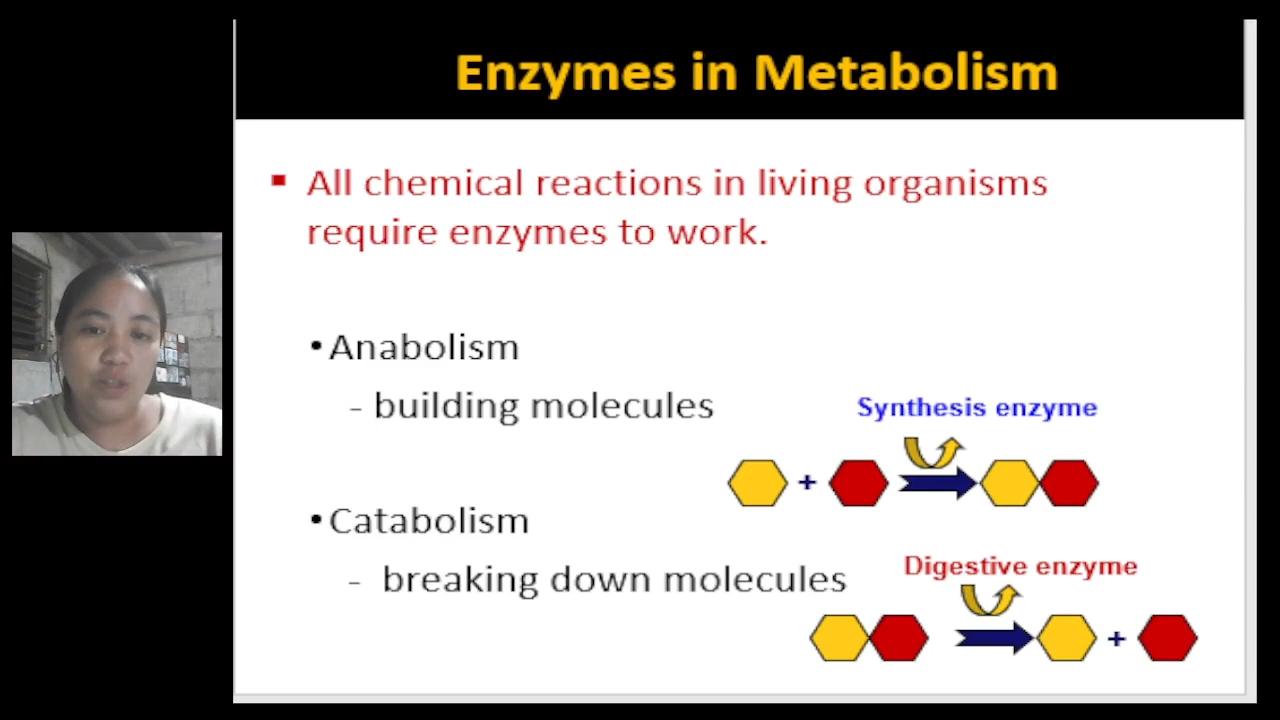 Enzymes in Metabolism
▪ All chemical reactions in living organisms
require enzymes to work.
• Anabolism
- building molecules
Synthesis enzyme
+
• Catabolism
- breaking down molecules
Digestive enzyme
+